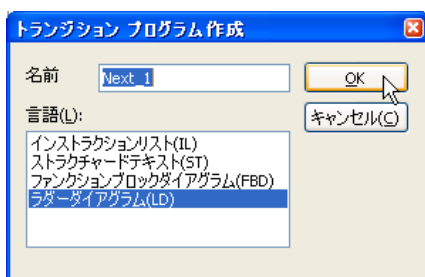 トランジション プログラム作成
名前 Next_1 OK
言語(L): キャンセル(C)
インストラクションリスト(IL)
ストラクチャードテキスト(ST)
ファンクションブロックダイアグラム(FBD)
ラダーダイアグラム(LD)